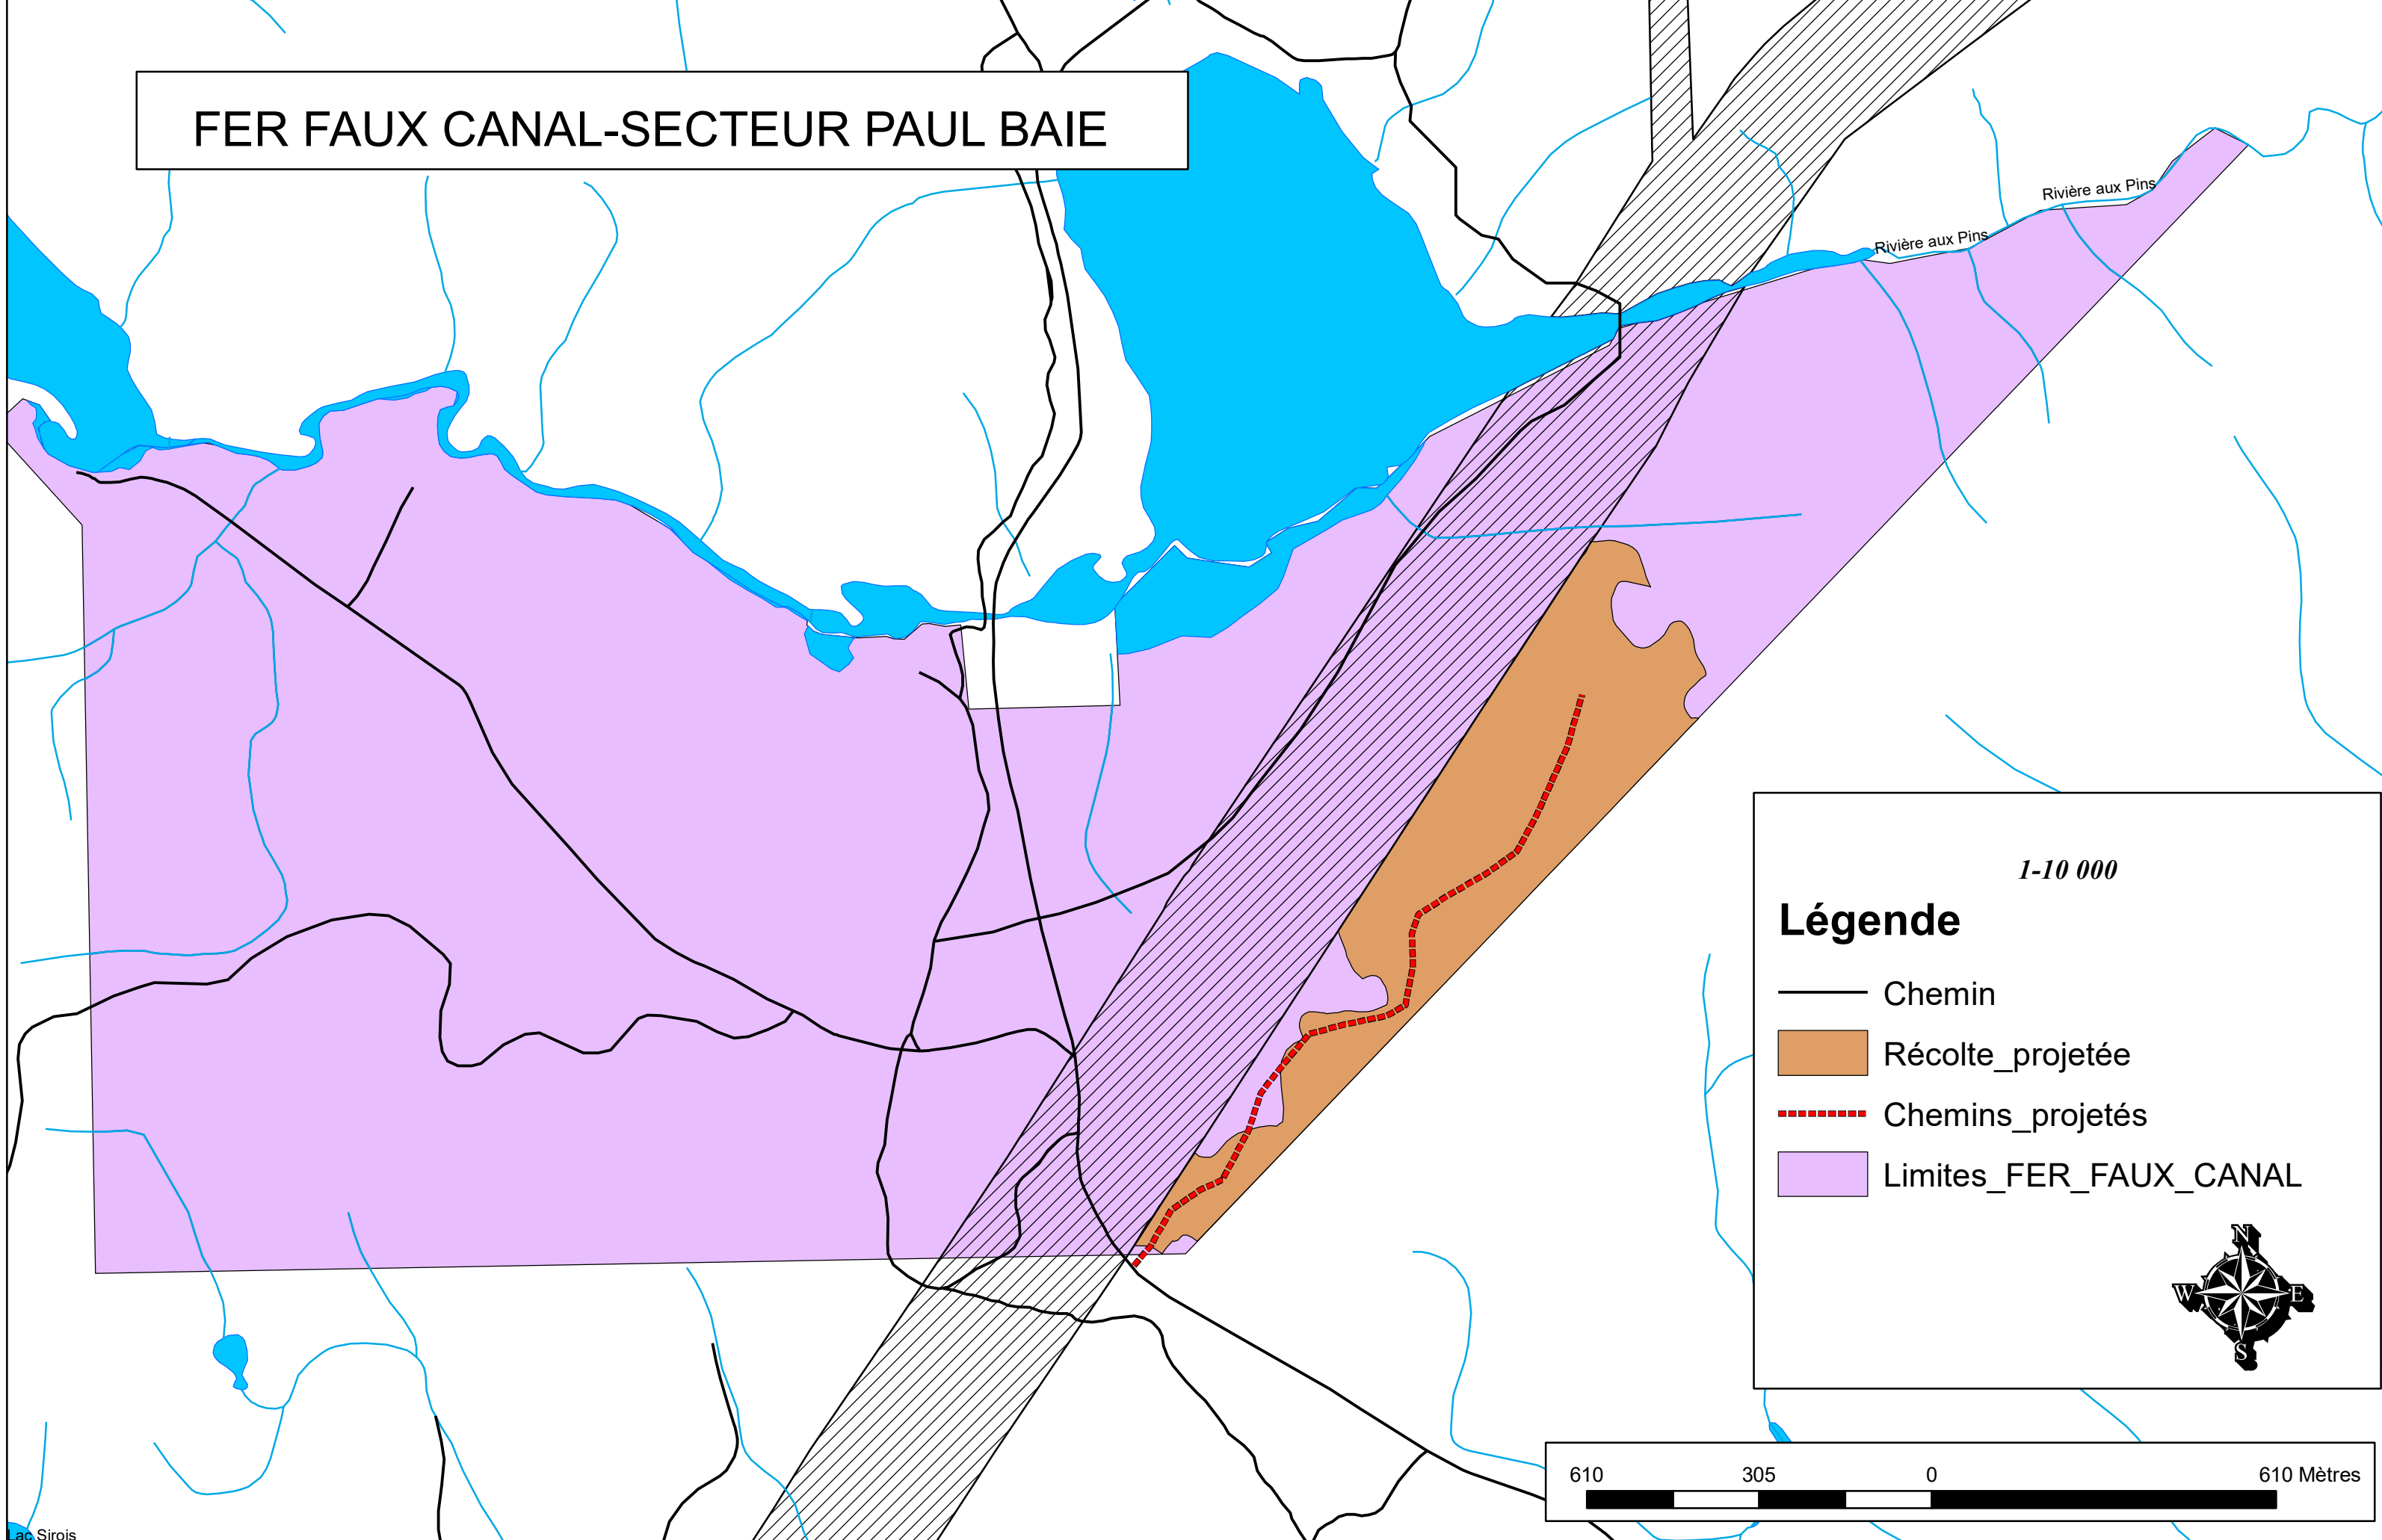 FER FAUX CANAL-SECTEUR PAUL BAIE
Rivière aux Pins
Rivière aux Pins
1-10 000
Légende
Chemin
Récolte_projetée
Chemins_projetés
Limites_FER_FAUX_CANAL
N
W E
S
610 305 0 610 Mètres
Lac Sirois